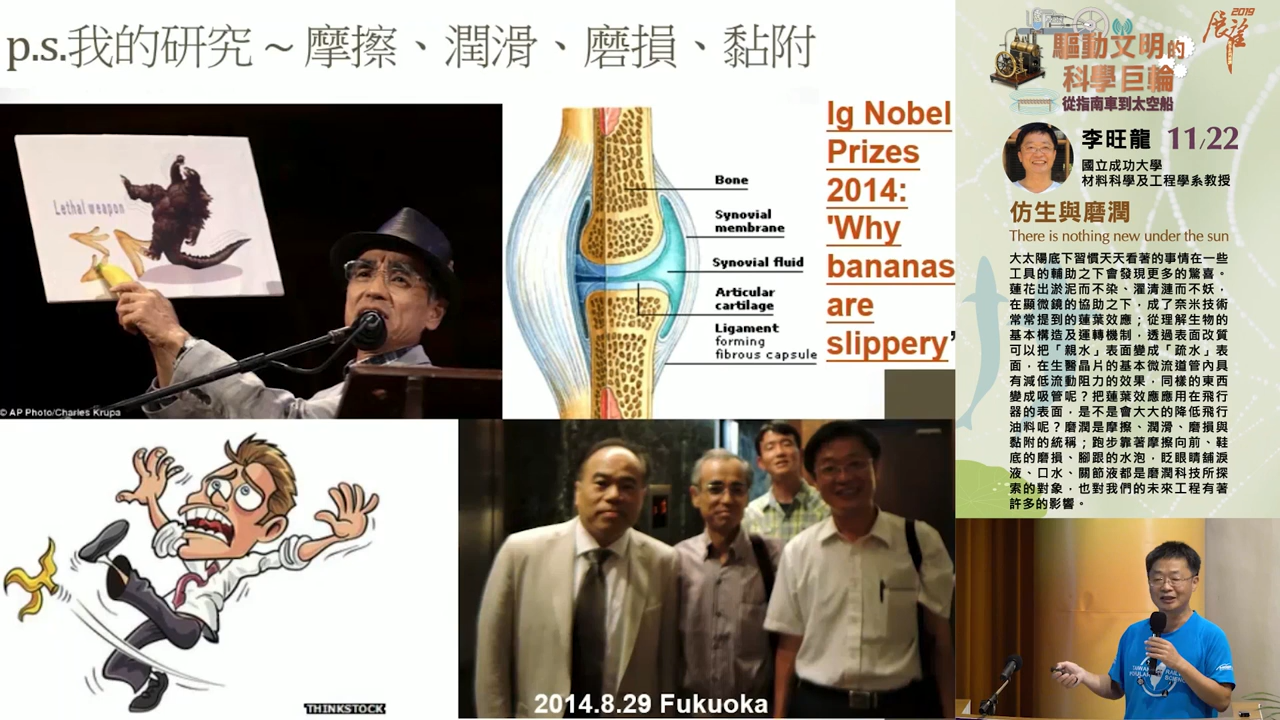 p.s.我的研究 ~ 摩擦、潤滑、磨損、黏附
Lethal weapon
© AP Photo/Charles Krupa
Bone
Synovial
membrane
Synovial fluid
Articular
cartilage
Ligament
forming
fibrous capsule
Ig Nobel
Prizes
2014:
'Why
bananas
are
slippery’
THINKSTOCK
2014.8.29 Fukuoka
2019
展望
驅動文明的
科學巨輪
從指南車到太空船
李旺龍 11/22
國立成功大學
材料科學及工程學系教授
仿生與磨潤
There is nothing new under the sun
大太陽底下習慣天天看著的事情在一些
工具的輔助之下會發現更多的驚喜。
蓮花出淤泥而不染、濯清漣而不妖，
在顯微鏡的協助之下，成了奈米技術
常常提到的蓮葉效應；從理解生物的
基本構造及運轉機制，透過表面改質
可以把「親水」表面變成「疏水」表
面，在生醫晶片的基本微流道管內具
有減低流動阻力的效果，同樣的東西
變成吸管呢？把蓮葉效應應用在飛行
器的表面，是不是會大大的降低飛行
油料呢？磨潤是摩擦、潤滑、磨損與
黏附的統稱；跑步靠著摩擦向前、鞋
底的磨損、腳跟的水泡，眨眼睛舖淚
液、口水、關節液都是磨潤科技所探
索的對象，也對我們的未來工程有著
許多的影響。